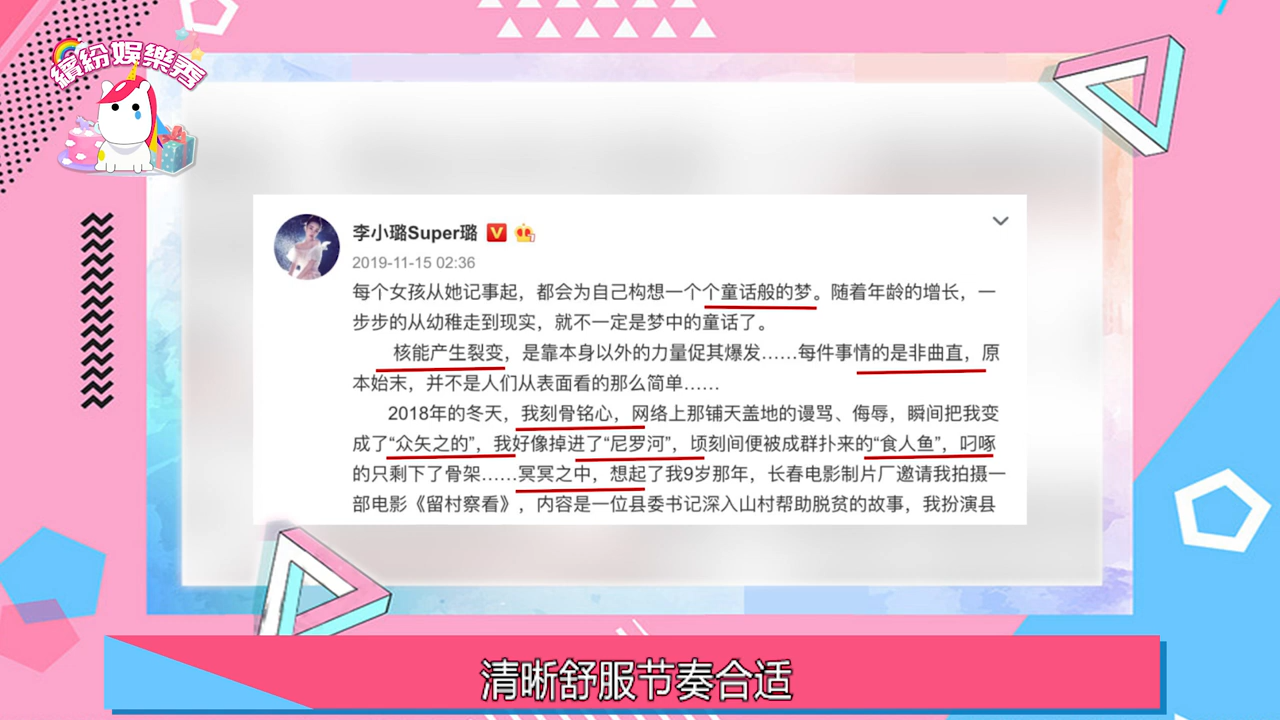 繽紛娛樂秀
李小璐Super璐
2019-11-15 02:36
每个女孩从她记事起，都会为自己构想一个个童话般的梦。随着年龄的增长，一
步步的从幼稚走到现实，就不一定是梦中的童话了。
核能产生裂变，是靠本身以外的力量促其爆发……每件事情的是非曲直，原
本始末，并不是人们从表面看的那么简单……
2018年的冬天，我刻骨铭心，网络上那铺天盖地的谩骂、侮辱，瞬间把我变
成了“众矢之的”，我好像掉进了“尼罗河”，顷刻间便被成群扑来的“食人鱼”，叼啄
的只剩下了骨架……冥冥之中，想起了我9岁那年，长春电影制片厂邀请我拍摄一
部电影《留村察看》，内容是一位县委书记深入山村帮助脱贫的故事，我扮演县
清晰舒服节奏合适